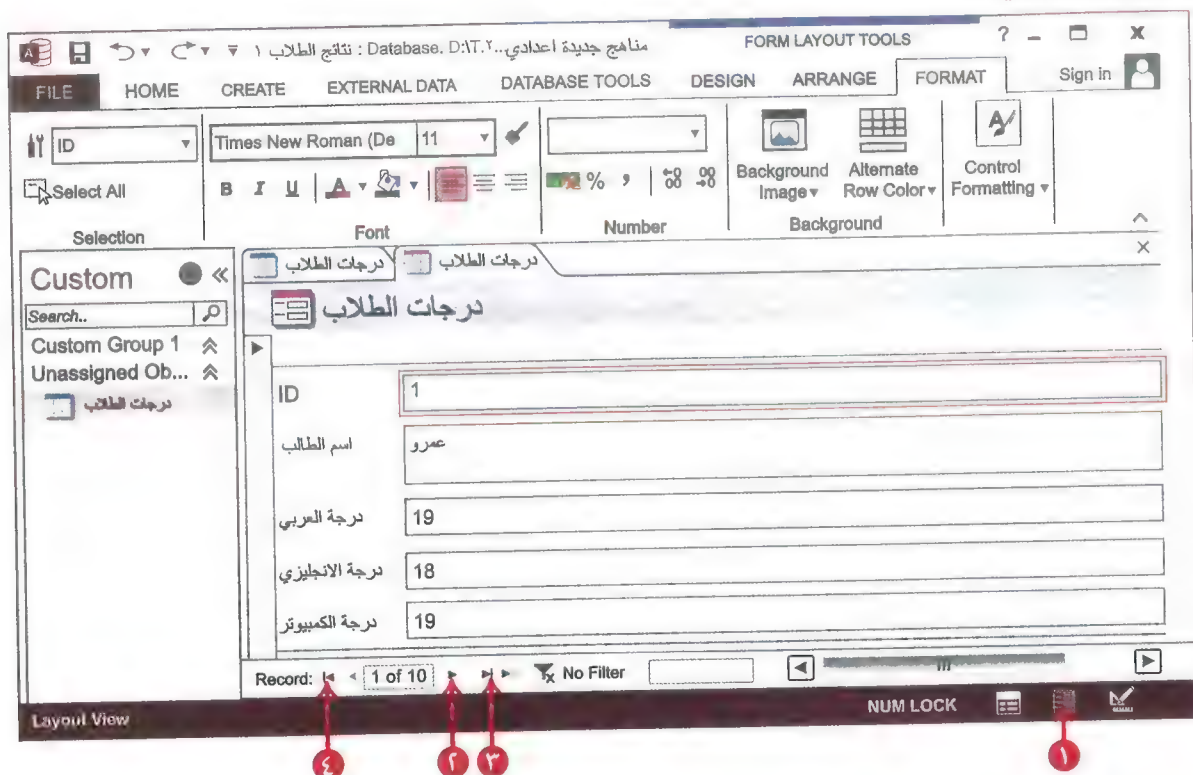 نتائج الطلاب ١ : Database. D:\IT.٢..مناهج جديدة اعدادي FORM LAYOUT TOOLS ? X
FILE HOME CREATE EXTERNAL DATA DATABASE TOOLS DESIGN ARRANGE FORMAT Sign in
ID Times New Roman (De 11
Select All B I U A % , Background Image Alternate Row Color Control Formatting
Selection Font Number Background
Custom درجات الطلاب درجات الطلاب
Search.. درجات الطلاب
Custom Group 1
Unassigned Ob...
درجات الطلاب
ID 1
اسم الطالب عمرو
درجة العربي 19
درجة الانجليزي 18
درجة الكمبيوتر 19
Record: 1 of 10 No Filter
Layout View NUM LOCK
٤ ٢ ٣ ١